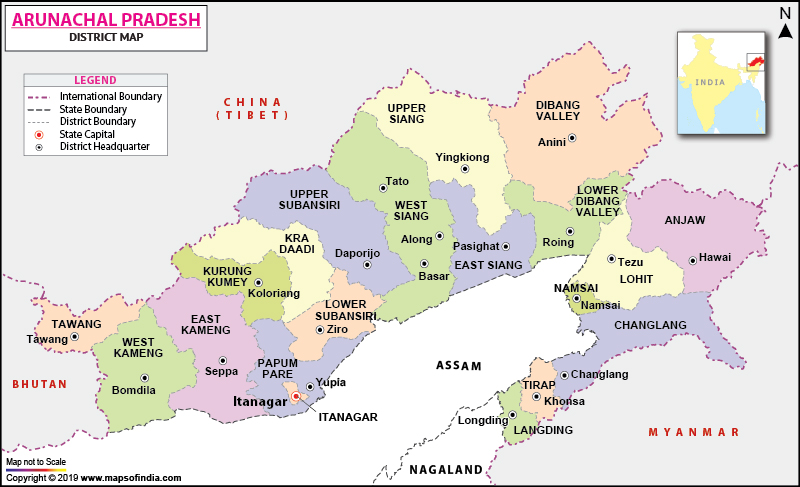 ARUNACHAL PRADESH
DISTRICT MAP
N
LEGEND
International Boundary
State Boundary
District Boundary
State Capital
District Headquarter
INDIA
CHINA
(TIBET)
UPPER
SIANG
DIBANG
VALLEY
Anini
Yingkiong
Tato
UPPER
SUBANSIRI
WEST
SIANG
LOWER
DIBANG
VALLEY
ANJAW
KRA
DAADI
Along
Pasighat
Roing
Daporijo
Basar
EAST SIANG
Tezu
Hawai
KURUNG
KUMEY
Koloriang
LOHIT
NAMSAI
Namsai
LOWER
SUBANSIRI
Ziro
TAWANG
Tawang
WEST
KAMENG
EAST
KAMENG
CHANGLANG
PAPUM
PARE
Seppa
Bomdila
Yupia
Itanagar
ITANAGAR
ASSAM
BHUTAN
TIRAP
Changlang
Khonsa
Longding
LANGDING
MYANMAR
NAGALAND
Map not to Scale
Copyright © 2019 www.mapsofindia.com